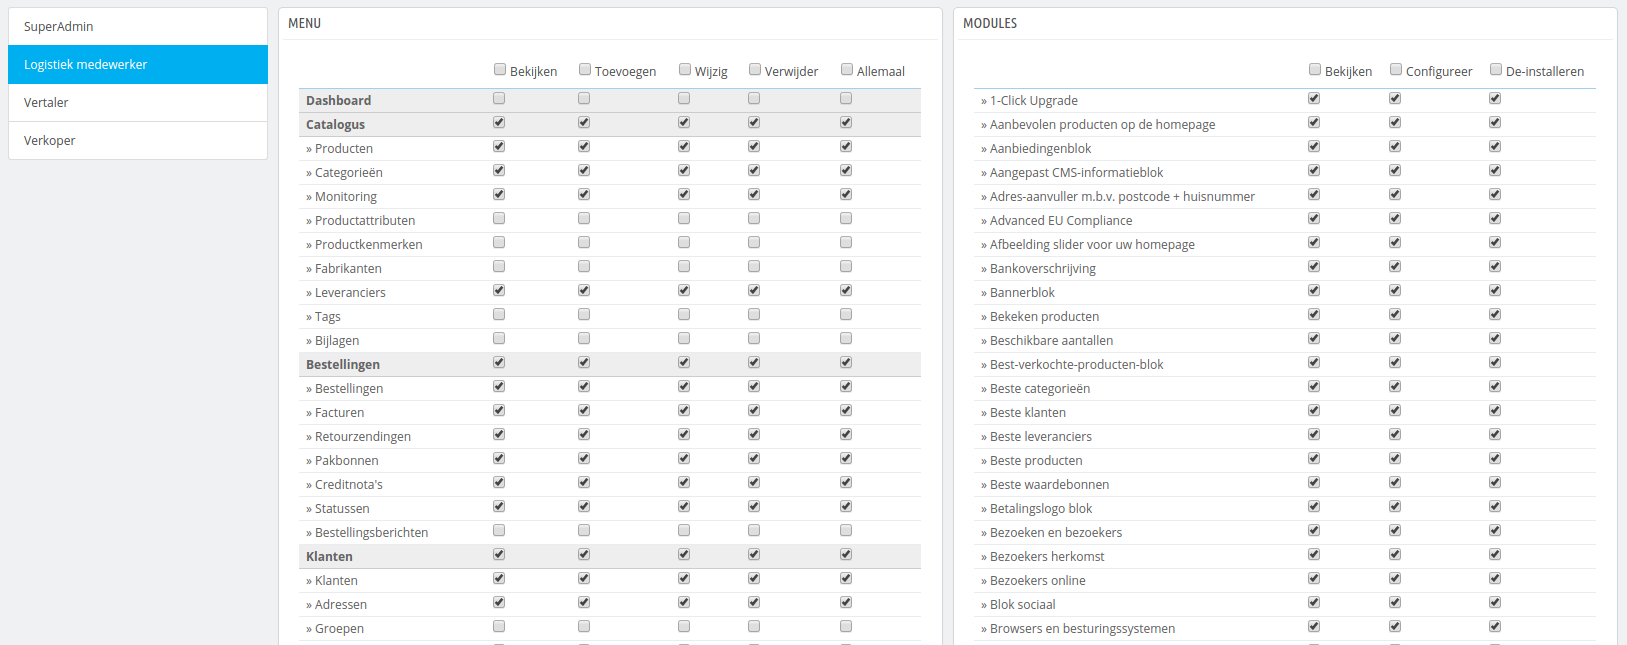 SuperAdmin
Logistiek medewerker
Vertaler
Verkoper
MENU
Bekijken Toevoegen Wijzig Verwijder Allemaal
Dashboard
Catalogus
» Producten
» Categorieën
» Monitoring
» Productattributen
» Productkenmerken
» Fabrikanten
» Leveranciers
» Tags
» Bijlagen
Bestellingen
» Bestellingen
» Facturen
» Retourzendingen
» Pakbonnen
» Creditnota's
» Statussen
» Bestellingsberichten
Klanten
» Klanten
» Adressen
» Groepen
MODULES
Bekijken Configureer De-installeren
» 1-Click Upgrade
» Aanbevolen producten op de homepage
» Aanbiedingenblok
» Aangepast CMS-informatieblok
» Adres-aanvuller m.b.v. postcode + huisnummer
» Advanced EU Compliance
» Afbeelding slider voor uw homepage
» Bankoverschrijving
» Bannerblok
» Bekeken producten
» Beschikbare aantallen
» Best-verkochte-producten-blok
» Beste categorieën
» Beste klanten
» Beste leveranciers
» Beste producten
» Beste waardebonnen
» Betalingslogo blok
» Bezoeken en bezoekers
» Bezoekers herkomst
» Bezoekers online
» Blok sociaal
» Browsers en besturingssystemen